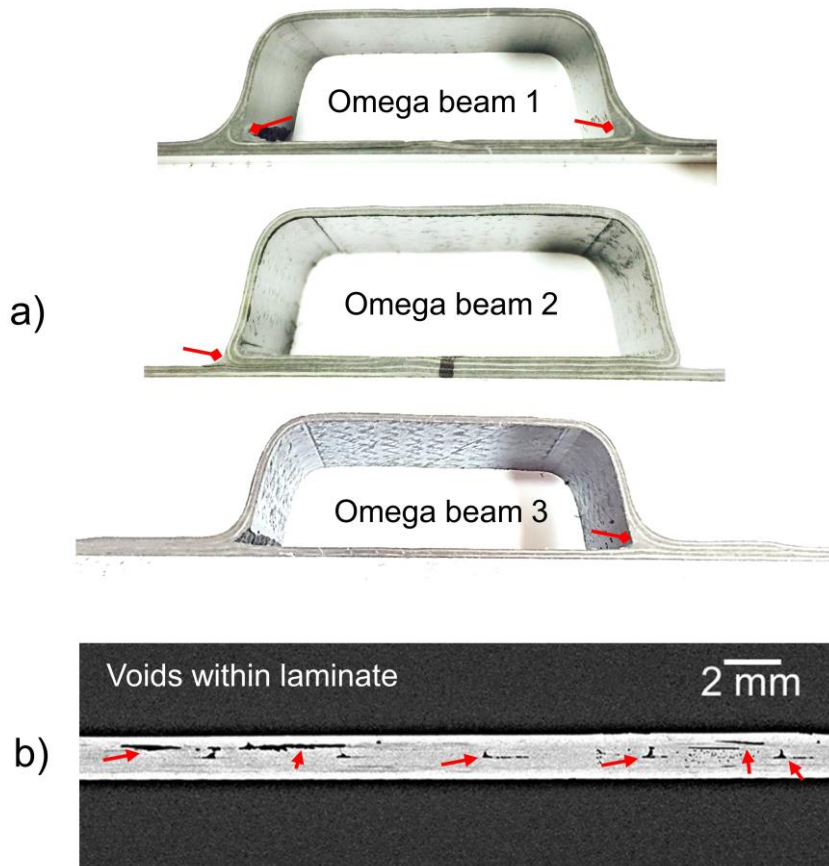 Omega beam 1
a)
Omega beam 2
Omega beam 3
b)
Voids within laminate
2 mm